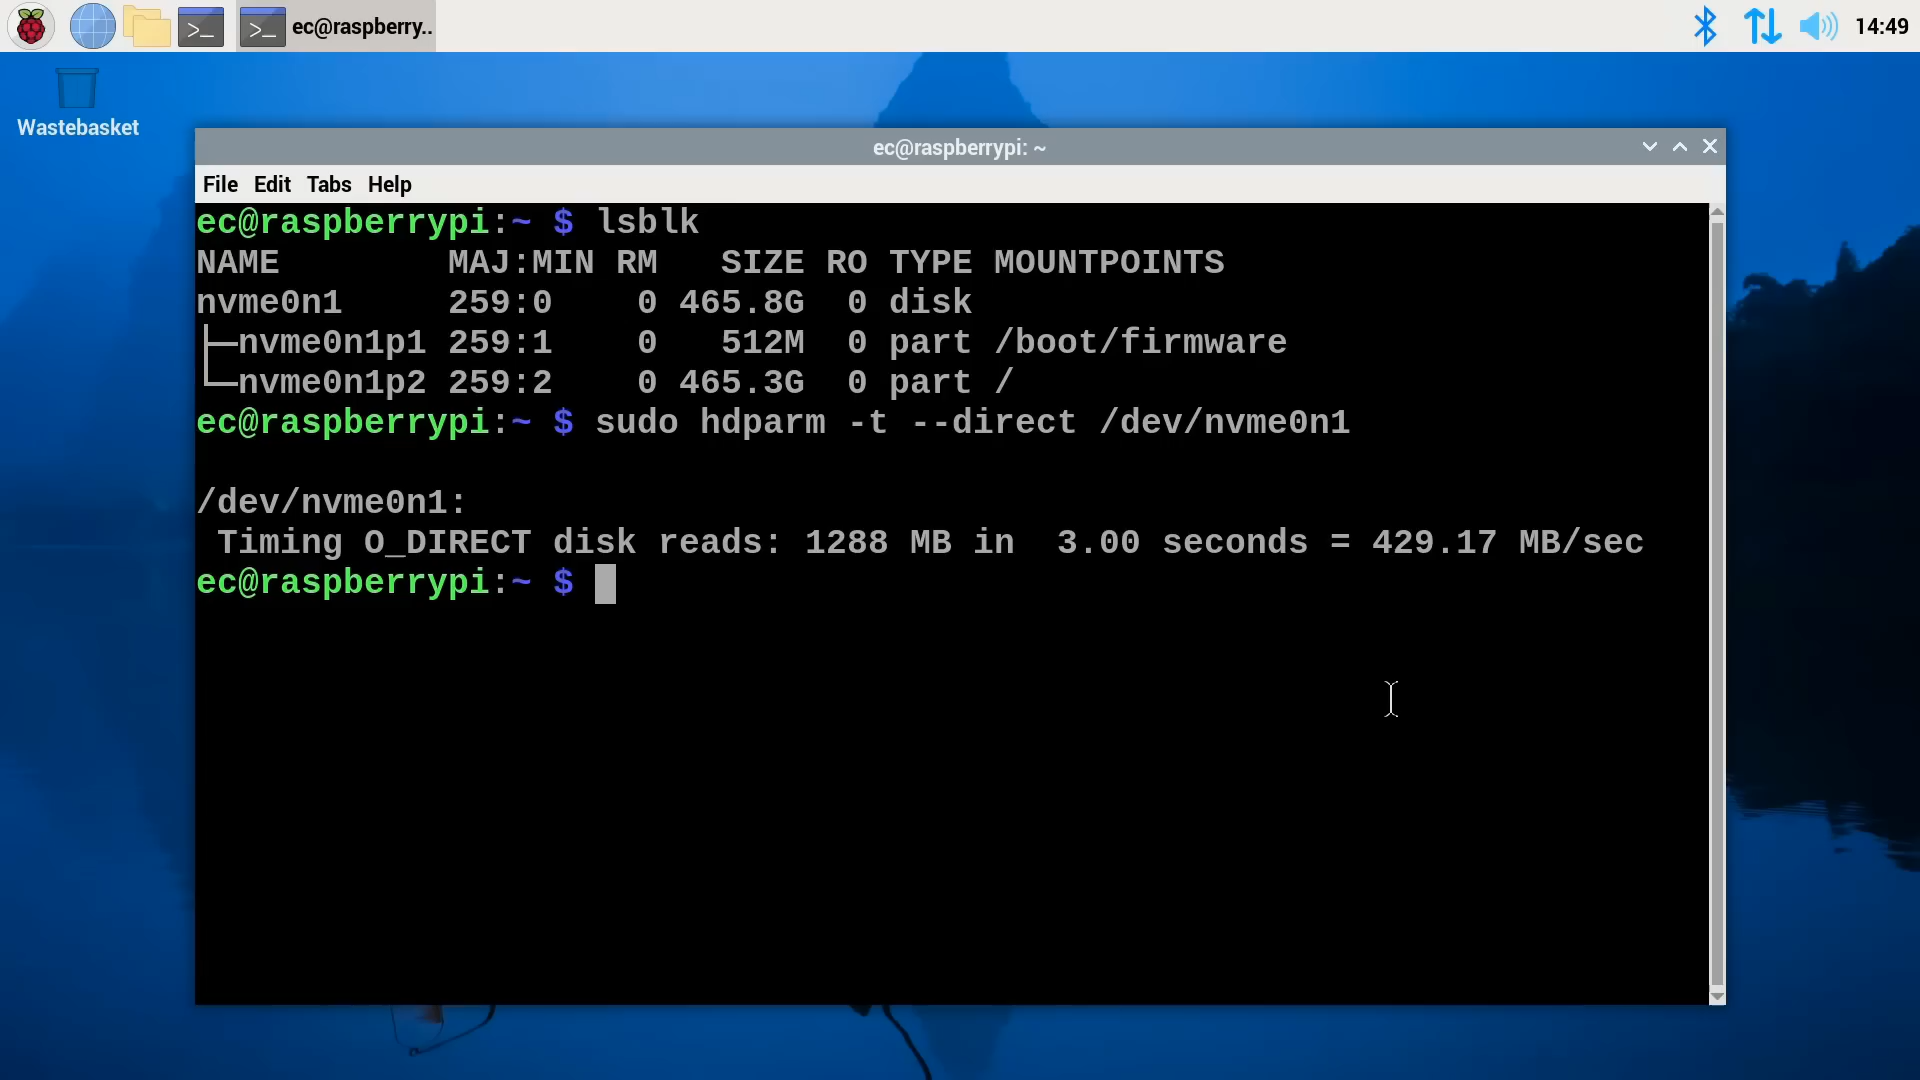 ec@raspberry..
14:49
Wastebasket
ec@raspberrypi: ~
File Edit Tabs Help
ec@raspberrypi:~ $ lsblk
NAME        MAJ:MIN RM   SIZE RO TYPE MOUNTPOINTS
nvme0n1     259:0    0 465.8G  0 disk
├─nvme0n1p1 259:1    0   512M  0 part /boot/firmware
└─nvme0n1p2 259:2    0 465.3G  0 part /
ec@raspberrypi:~ $ sudo hdparm -t --direct /dev/nvme0n1
/dev/nvme0n1:
 Timing O_DIRECT disk reads: 1288 MB in  3.00 seconds = 429.17 MB/sec
ec@raspberrypi:~ $